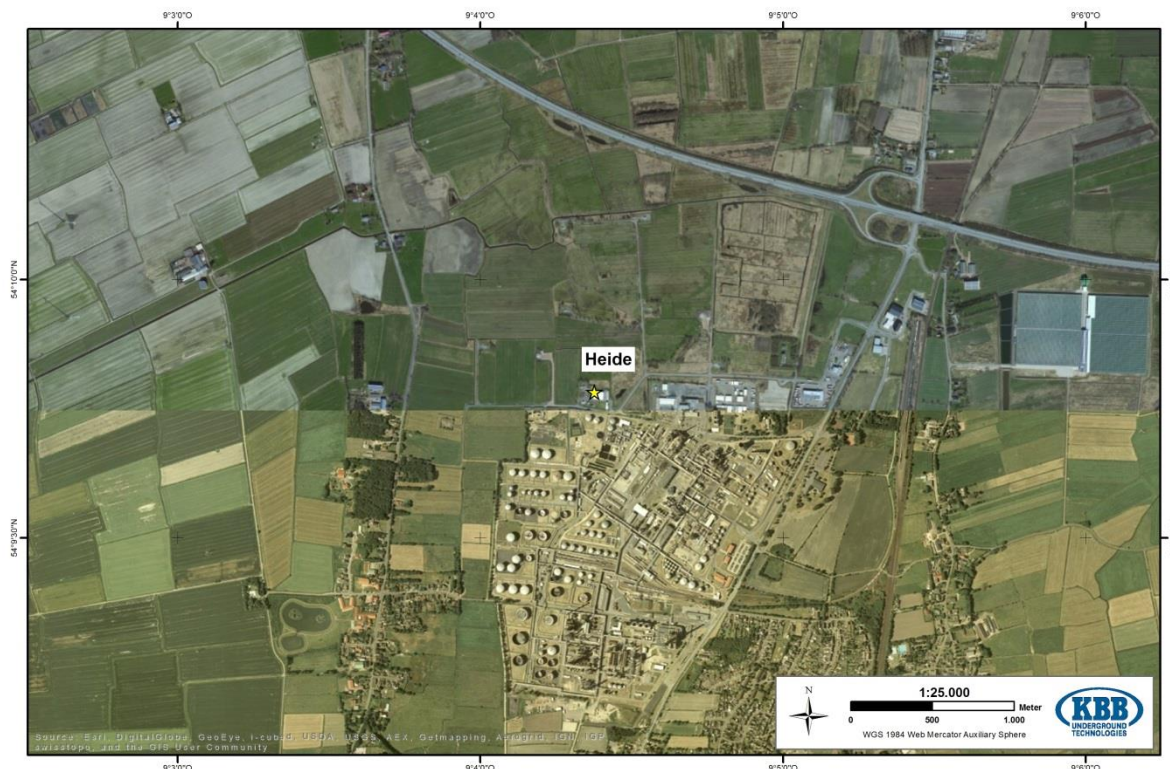 9°3'0"O 9°4'0"O 9°5'0"O 9°6'0"O
54°10'0"N
Heide
54°9'30"N
N
1:25.000
Meter
0 500 1.000
WGS 1984 Web Mercator Auxiliary Sphere
KBB
UNDERGROUND
TECHNOLOGIES
Source: Esri, DigitalGlobe, GeoEye, i-cubed, USDA, USGS, AEX, Getmapping, Aerogrid, IGN, IGP,
swisstopo, and the GIS User Community
9°3'0"O 9°4'0"O 9°5'0"O 9°6'0"O